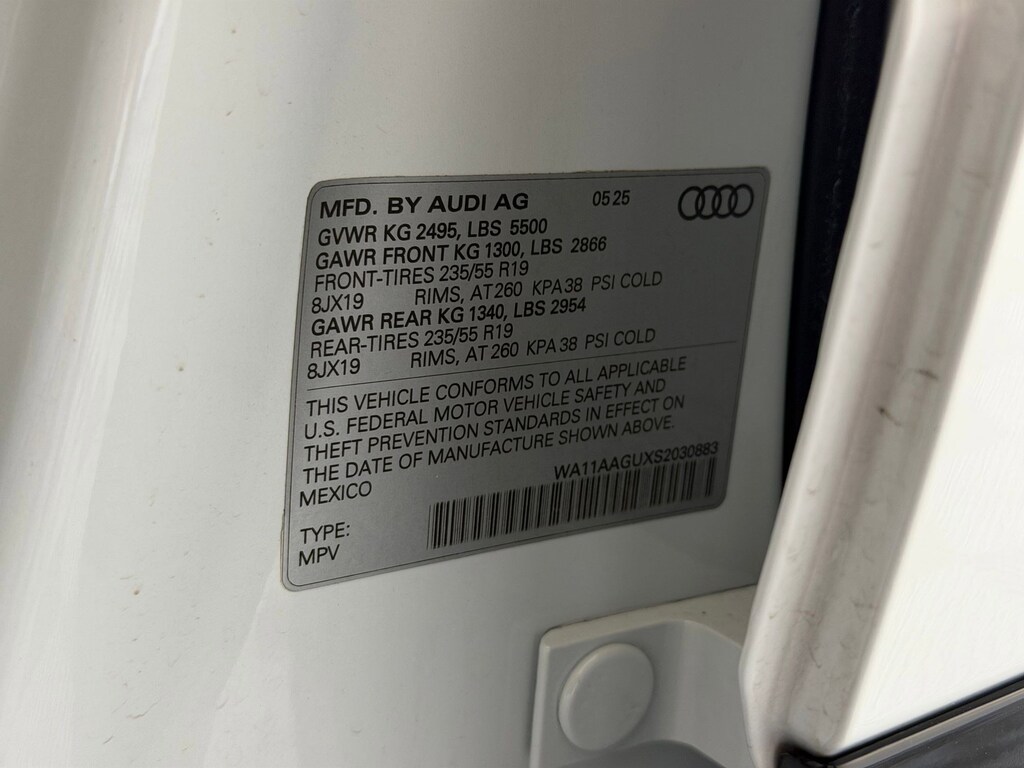 MFD. BY AUDI AG 05 25
GVWR KG 2495, LBS 5500
GAWR FRONT KG 1300, LBS 2866
FRONT-TIRES 235/55 R19
8JX19 RIMS, AT 260 KPA 38 PSI COLD
GAWR REAR KG 1340, LBS 2954
REAR-TIRES 235/55 R19
8JX19 RIMS, AT 260 KPA 38 PSI COLD
THIS VEHICLE CONFORMS TO ALL APPLICABLE
U.S. FEDERAL MOTOR VEHICLE SAFETY AND
THEFT PREVENTION STANDARDS IN EFFECT ON
THE DATE OF MANUFACTURE SHOWN ABOVE.
MEXICO WA11AAGUXS2030883
TYPE:
MPV